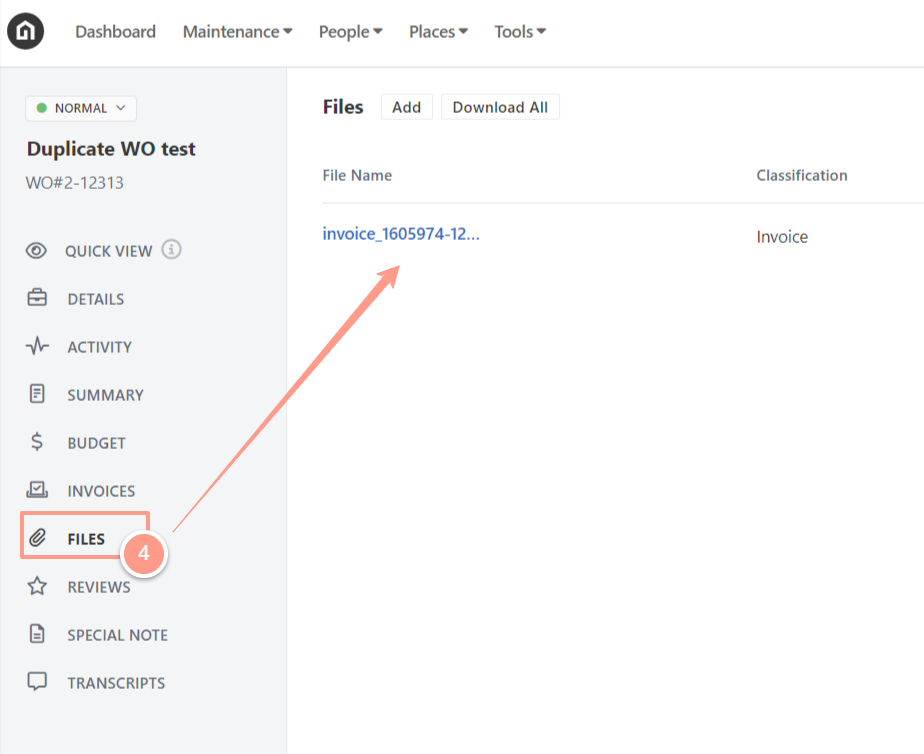 Dashboard Maintenance People Places Tools
NORMAL
Duplicate WO test
WO#2-12313
QUICK VIEW
DETAILS
ACTIVITY
SUMMARY
BUDGET
INVOICES
FILES
4
REVIEWS
SPECIAL NOTE
TRANSCRIPTS
Files Add Download All
File Name Classification
invoice_1605974-12... Invoice